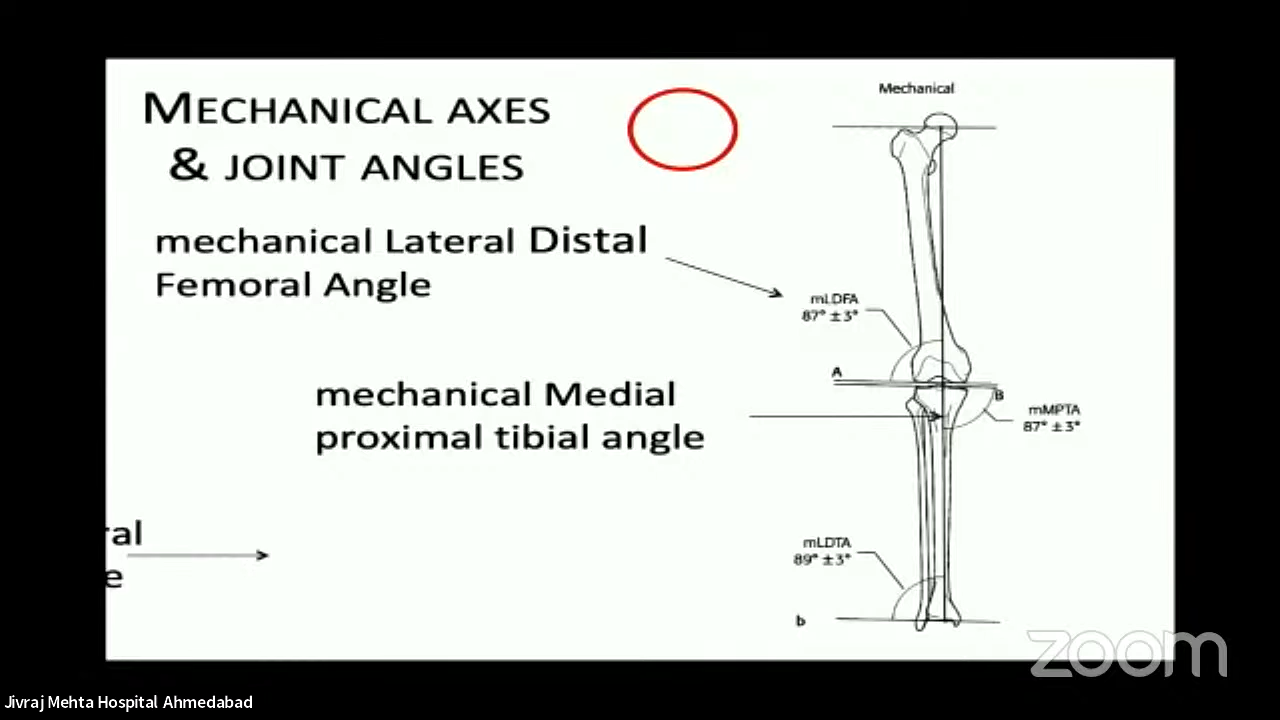 MECHANICAL AXES
& JOINT ANGLES
mechanical Lateral Distal
Femoral Angle
mechanical Medial
proximal tibial angle
ral
e
Mechanical
mLDFA
87° ±3°
A
B
mMPTA
87° ±3°
mLDTA
89° ±3°
b
zoom
Jivraj Mehta Hospital Ahmedabad